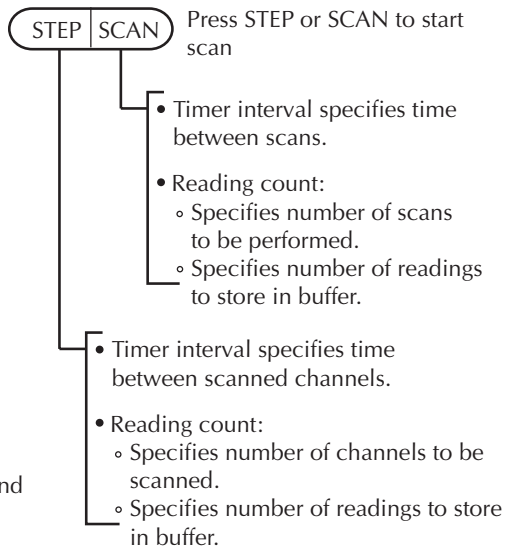 STEP SCAN
Press STEP or SCAN to start
scan
• Timer interval specifies time
between scans.
• Reading count:
∘ Specifies number of scans
to be performed.
∘ Specifies number of readings
to store in buffer.
• Timer interval specifies time
between scanned channels.
• Reading count:
∘ Specifies number of channels to be
scanned.
∘ Specifies number of readings to store
in buffer.
nd